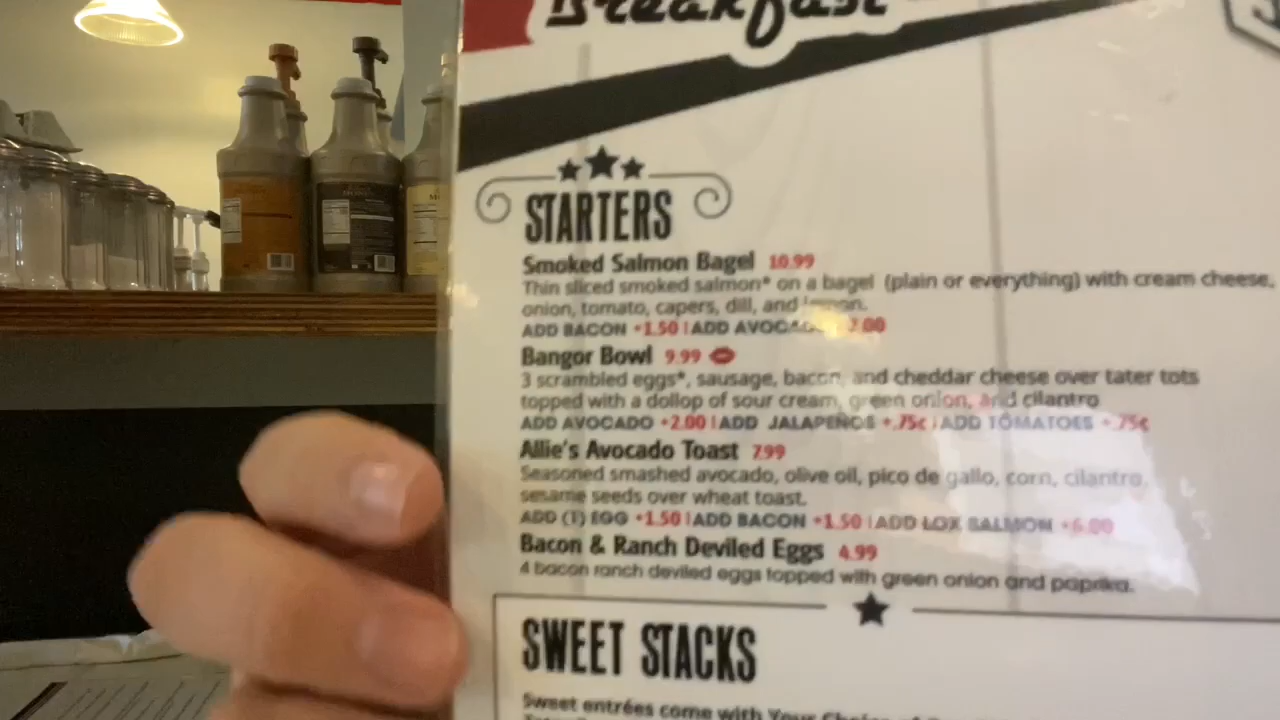 Breakfast
STARTERS
Smoked Salmon Bagel 10.99
Thin sliced smoked salmon* on a bagel (plain or everything) with cream cheese,
onion, tomato, capers, dill, and lemon.
ADD BACON +1.50 | ADD AVOCADO +2.00
Bangor Bowl 9.99
3 scrambled eggs*, sausage, bacon, and cheddar cheese over tater tots
topped with a dollop of sour cream, green onion, and cilantro
ADD AVOCADO +2.00 | ADD JALAPEÑOS +.75¢ | ADD TOMATOES +.75¢
Allie's Avocado Toast 7.99
Seasoned smashed avocado, olive oil, pico de gallo, corn, cilantro,
sesame seeds over wheat toast.
ADD (1) EGG +1.50 | ADD BACON +1.50 | ADD LOX SALMON +6.00
Bacon & Ranch Deviled Eggs 4.99
4 bacon ranch deviled eggs topped with green onion and paprika.
SWEET STACKS
Sweet entrées come with Your Choice of